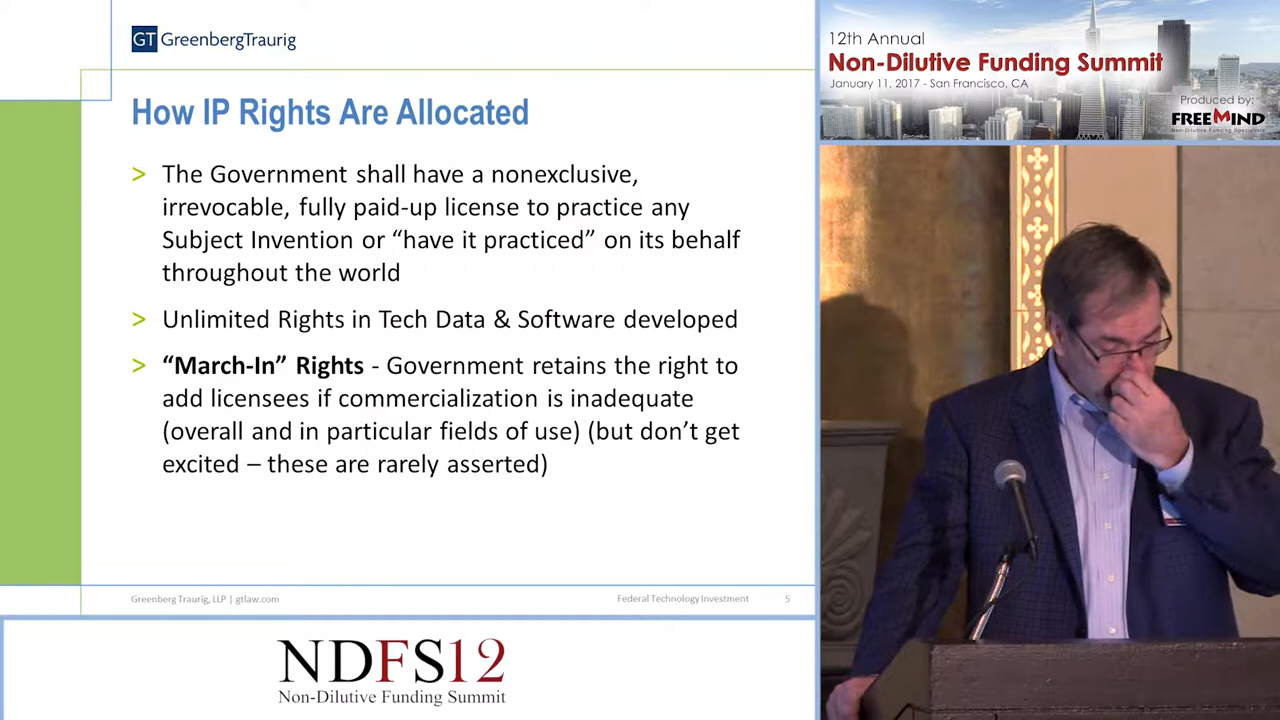 GT GreenbergTraurig
How IP Rights Are Allocated
> The Government shall have a nonexclusive,
irrevocable, fully paid-up license to practice any
Subject Invention or “have it practiced” on its behalf
throughout the world
> Unlimited Rights in Tech Data & Software developed
> “March-In” Rights - Government retains the right to
add licensees if commercialization is inadequate
(overall and in particular fields of use) (but don’t get
excited – these are rarely asserted)
Greenberg Traurig, LLP | gtlaw.com
Federal Technology Investment 5
NDFS12
Non-Dilutive Funding Summit
12th Annual
Non-Dilutive Funding Summit
January 11, 2017 - San Francisco, CA
Produced by:
FREEMIND
Non-Dilutive Funding Specialists